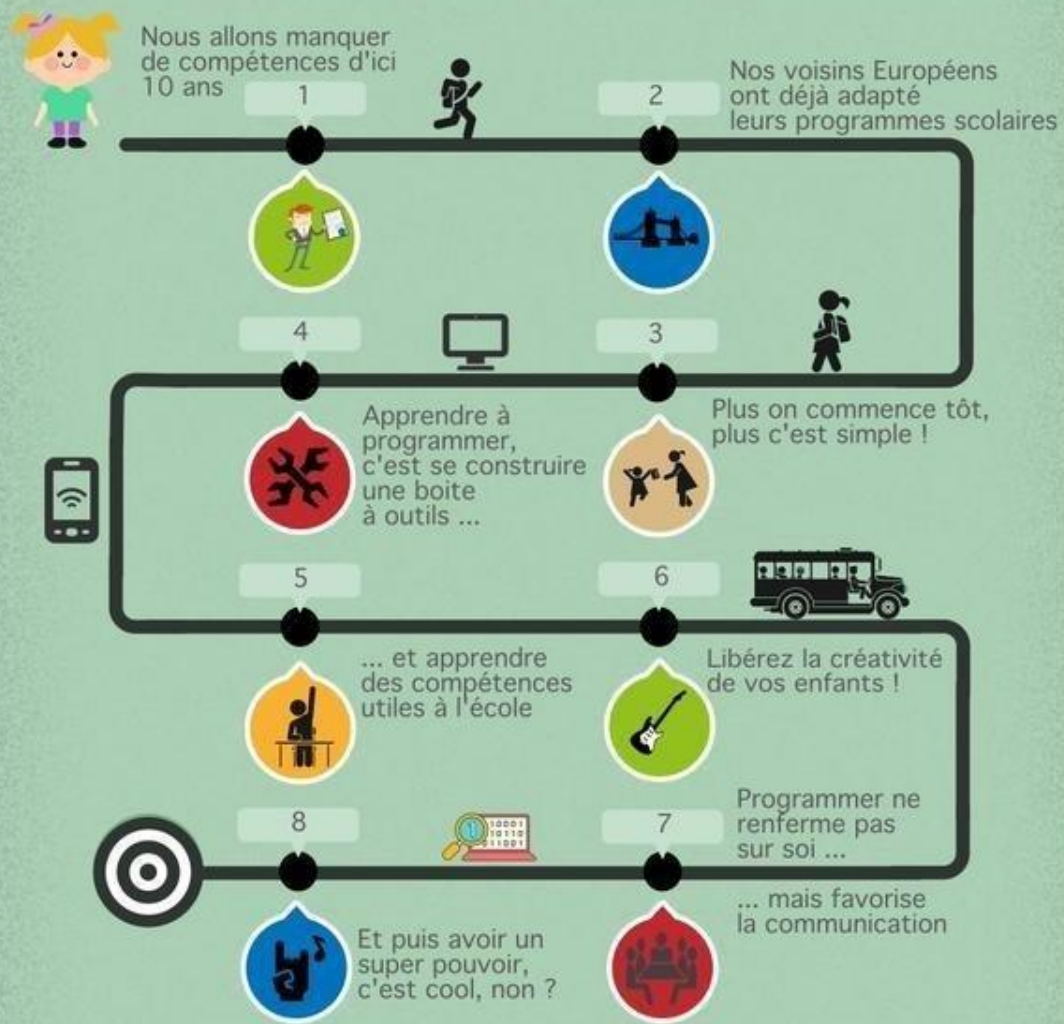 Nous allons manquer
de compétences d'ici
10 ans
1
2
Nos voisins Européens
ont déjà adapté
leurs programmes scolaires
3
Plus on commence tôt,
plus c'est simple !
4
Apprendre à
programmer,
c'est se construire
une boite
à outils ...
5
... et apprendre
des compétences
utiles à l'école
6
Libérez la créativité
de vos enfants !
7
Programmer ne
renferme pas
sur soi ...
... mais favorise
la communication
8
Et puis avoir un
super pouvoir,
c'est cool, non ?